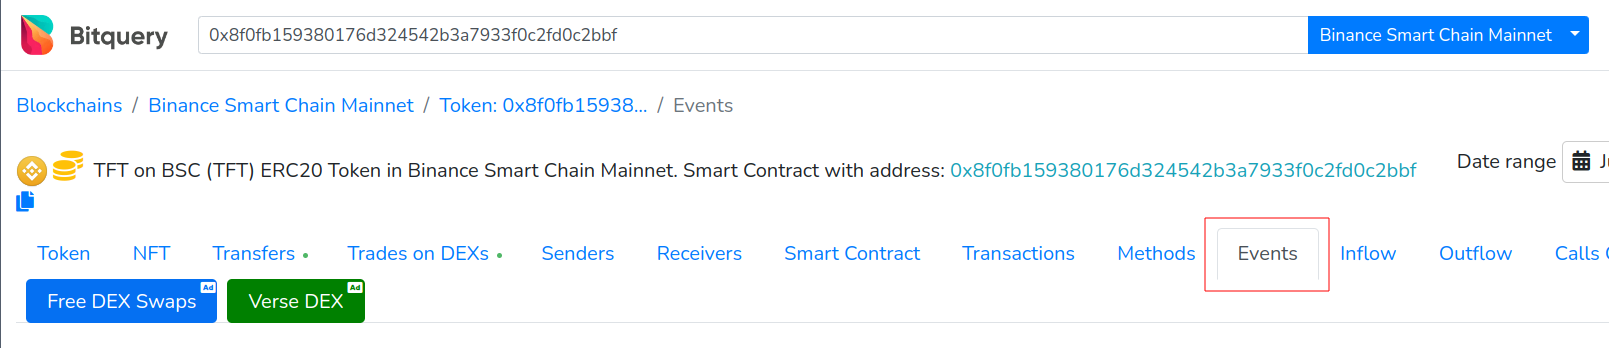 Bitquery
0x8f0fb159380176d324542b3a7933f0c2fd0c2bbf
Binance Smart Chain Mainnet
Blockchains / Binance Smart Chain Mainnet / Token: 0x8f0fb15938... / Events
TFT on BSC (TFT) ERC20 Token in Binance Smart Chain Mainnet. Smart Contract with address: 0x8f0fb159380176d324542b3a7933f0c2fd0c2bbf
Date range
Token NFT Transfers Trades on DEXs Senders Receivers Smart Contract Transactions Methods Events Inflow Outflow Calls
Free DEX Swaps Ad Verse DEX Ad